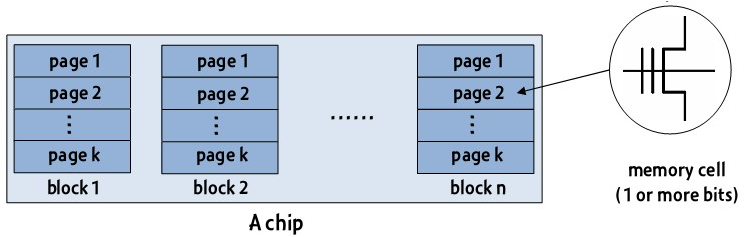 page 1
page 2
⋮
page k
block 1
page 1
page 2
⋮
page k
block 2
......
page 1
page 2
⋮
page k
block n
A chip
memory cell
(1 or more bits)